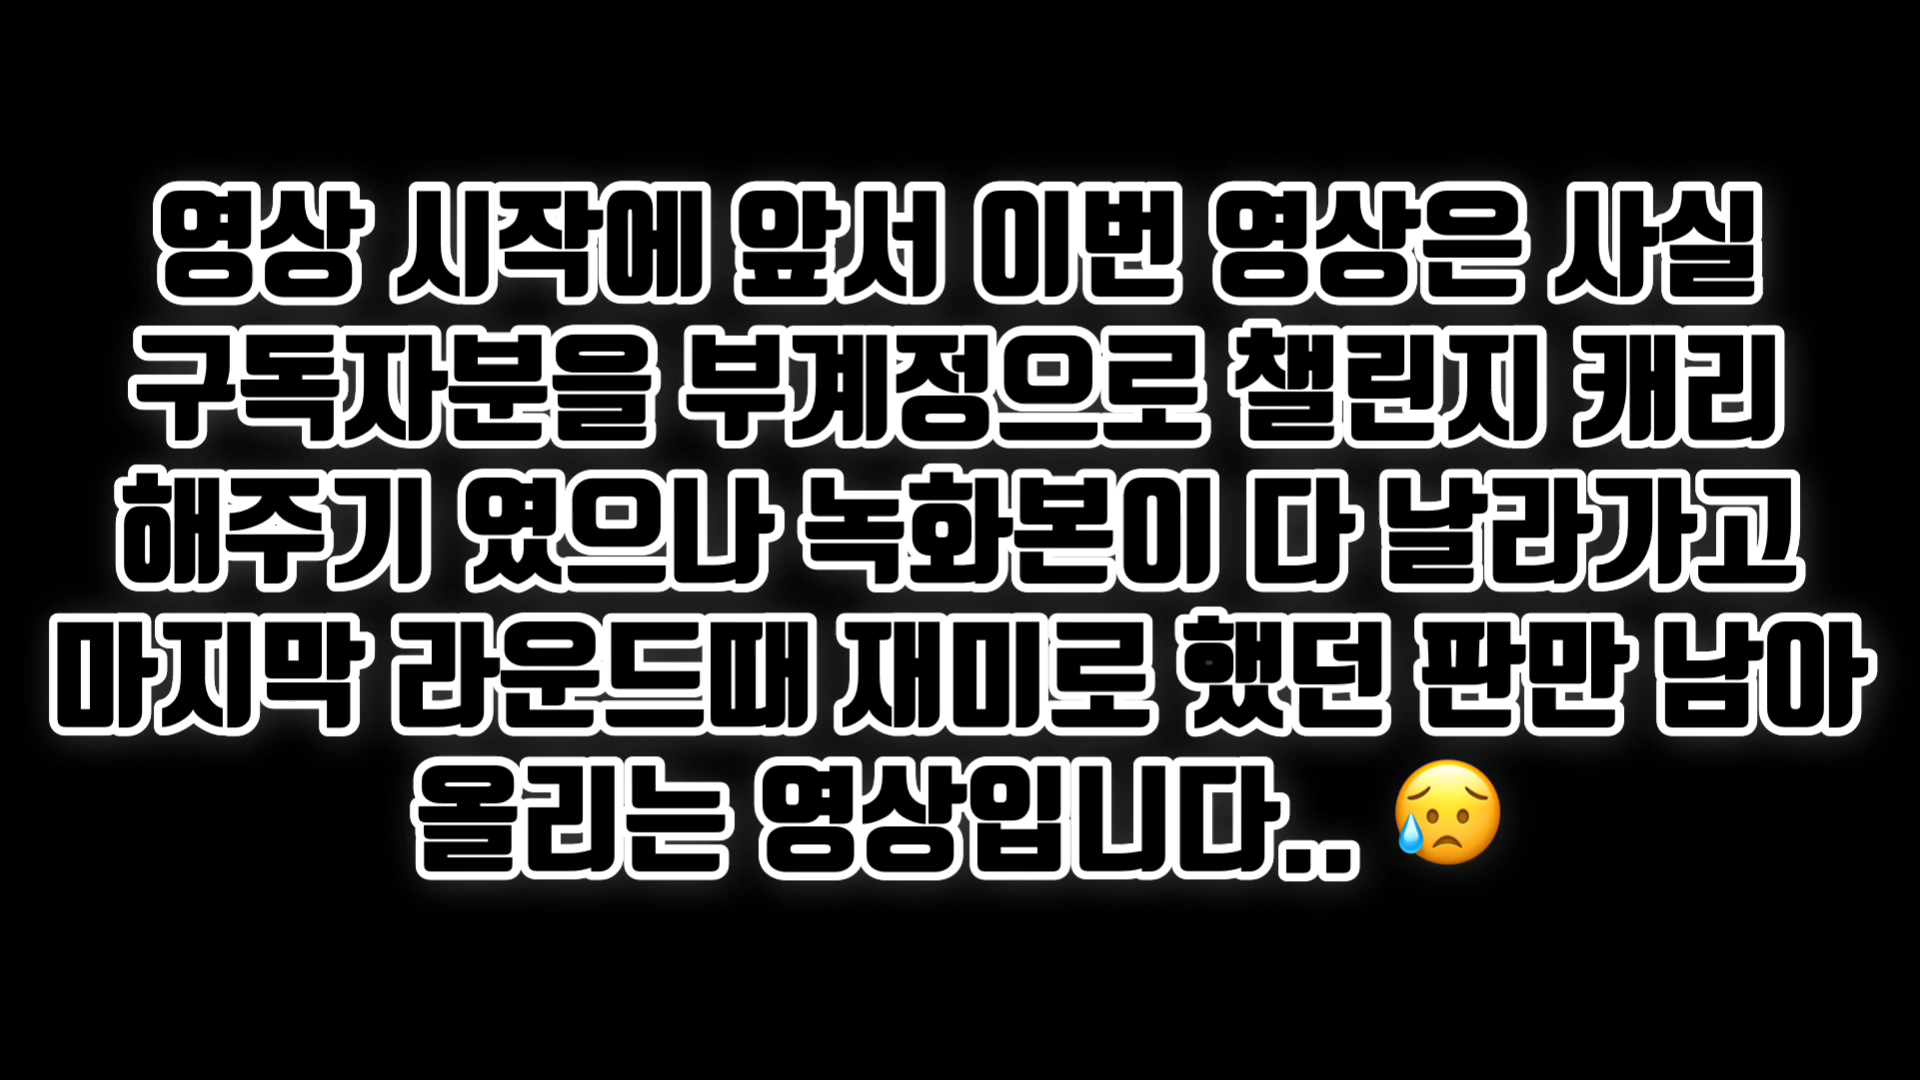 영상 시작에 앞서 이번 영상은 사실
구독자분을 부계정으로 챌린지 캐리
해주기 였으나 녹화본이 다 날라가고
마지막 라운드때 재미로 했던 판만 남아
올리는 영상입니다.. 😥